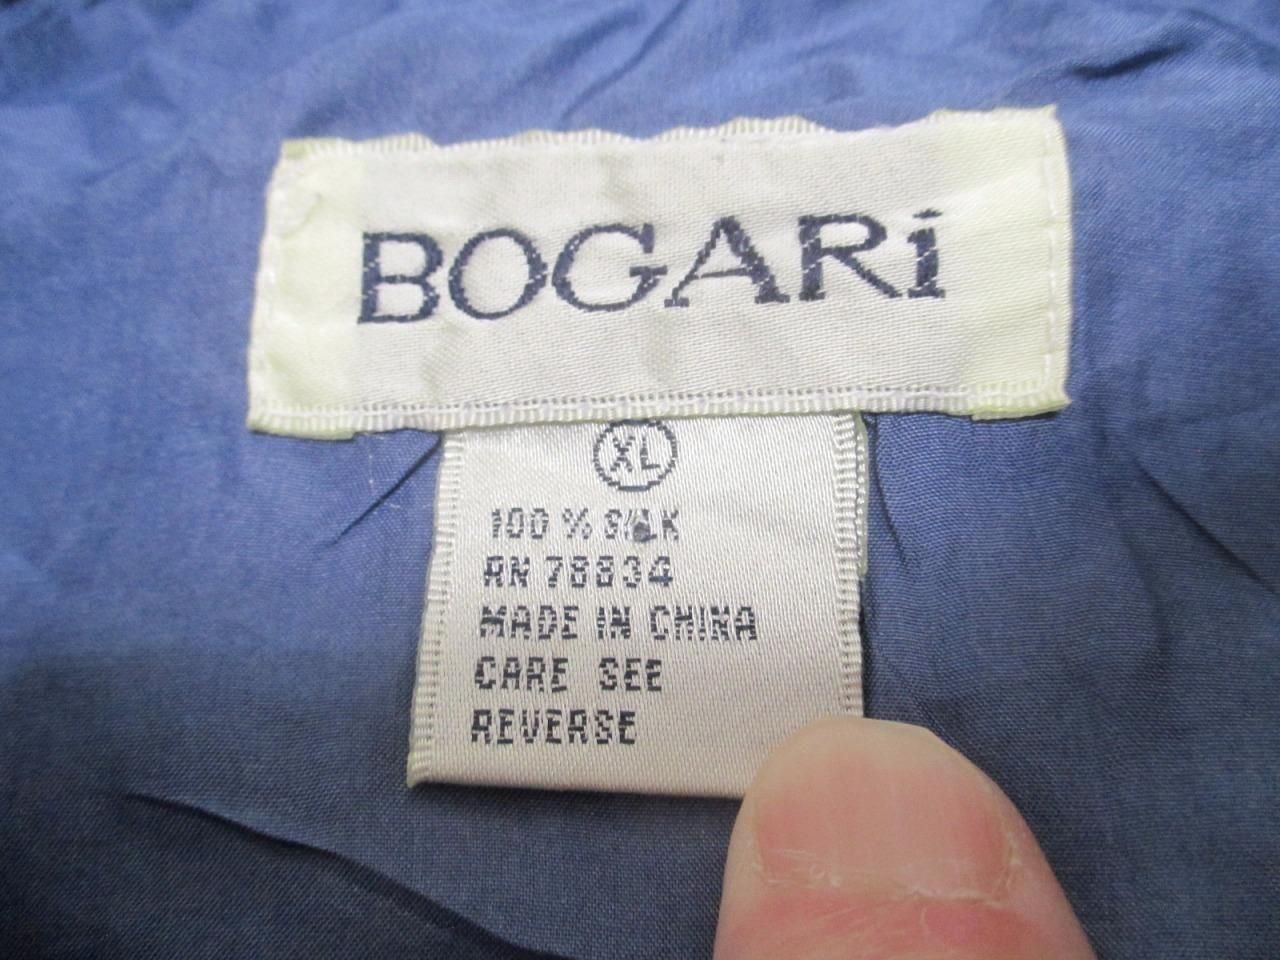 BOGARi
XL
100 % SILK
RN 78834
MADE IN CHINA
CARE SEE
REVERSE